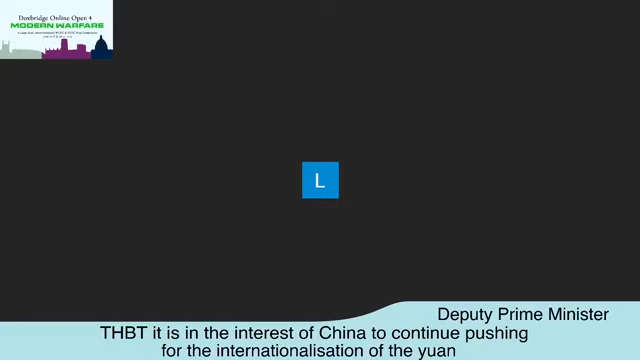 Doxbridge Online Open 4
MODERN WARFARE
L
Deputy Prime Minister
THBT it is in the interest of China to continue pushing
for the internationalisation of the yuan